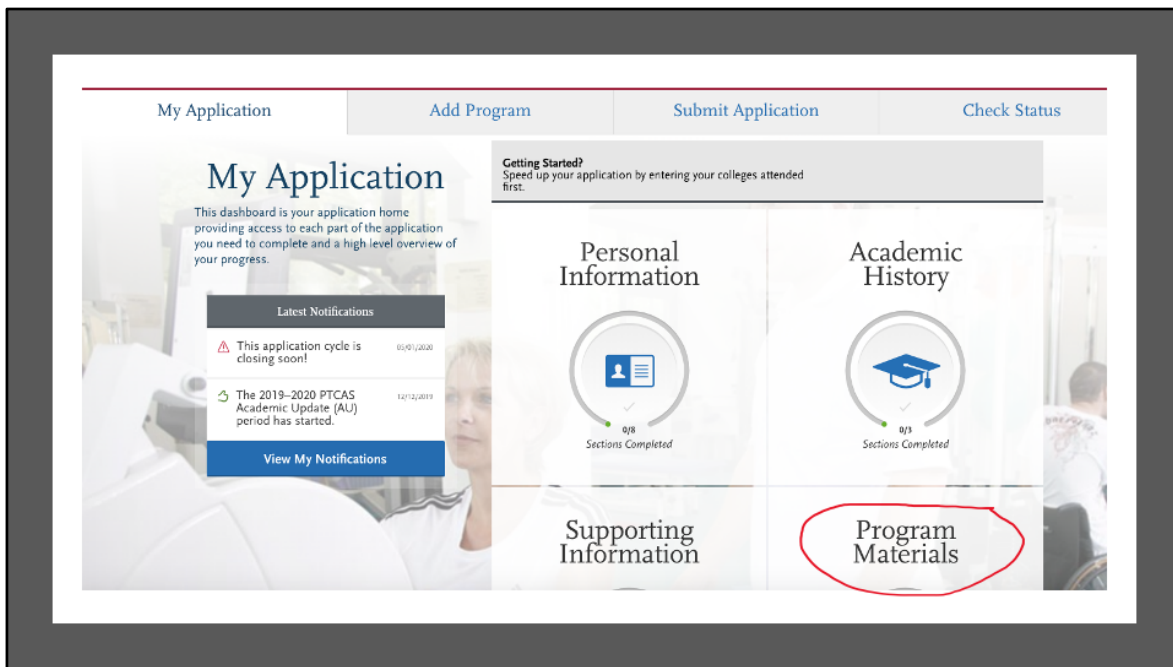 My Application
Add Program
Submit Application
Check Status
My Application
This dashboard is your application home
providing access to each part of the application
you need to complete and a high level overview of
your progress.
Latest Notifications
This application cycle is
closing soon!
05/01/2020
The 2019–2020 PTCAS
Academic Update (AU)
period has started.
12/12/2019
View My Notifications
Getting Started?
Speed up your application by entering your colleges attended
first.
Personal
Information
0/8
Sections Completed
Academic
History
0/3
Sections Completed
Supporting
Information
Program
Materials